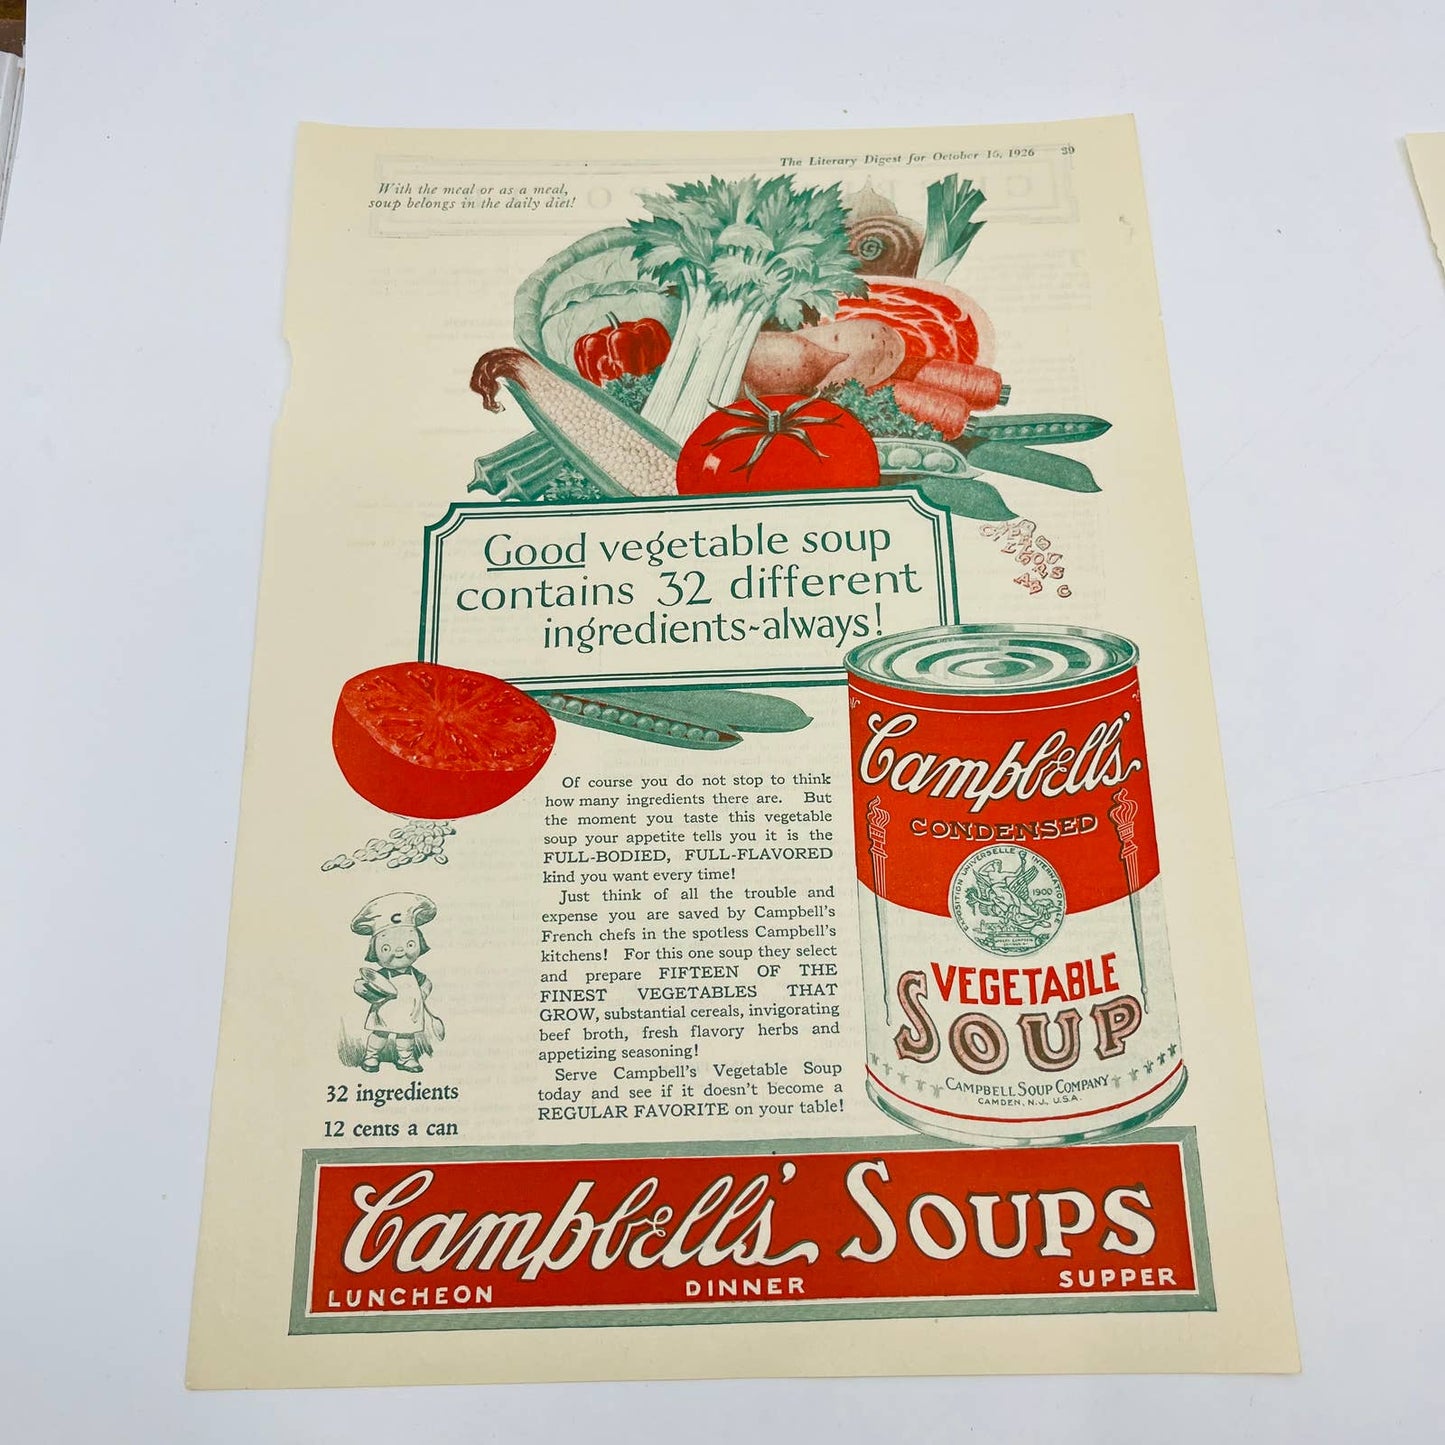 The Literary Digest for October 16, 1926 39
With the meal or as a meal,
soup belongs in the daily diet!
Good vegetable soup
contains 32 different
ingredients-always!
Of course you do not stop to think
how many ingredients there are. But
the moment you taste this vegetable
soup your appetite tells you it is the
FULL-BODIED, FULL-FLAVORED
kind you want every time!
Just think of all the trouble and
expense you are saved by Campbell's
French chefs in the spotless Campbell's
kitchens! For this one soup they select
and prepare FIFTEEN OF THE
FINEST VEGETABLES THAT
GROW, substantial cereals, invigorating
beef broth, fresh flavory herbs and
appetizing seasoning!
Serve Campbell's Vegetable Soup
today and see if it doesn't become a
REGULAR FAVORITE on your table!
C
32 ingredients
12 cents a can
Campbell's
CONDENSED
EXPOSITION UNIVERSELLE INTERNATIONALE
1900
VEGETABLE
SOUP
CAMPBELL SOUP COMPANY
CAMDEN, N.J., U.S.A.
Campbell's SOUPS
LUNCHEON DINNER SUPPER